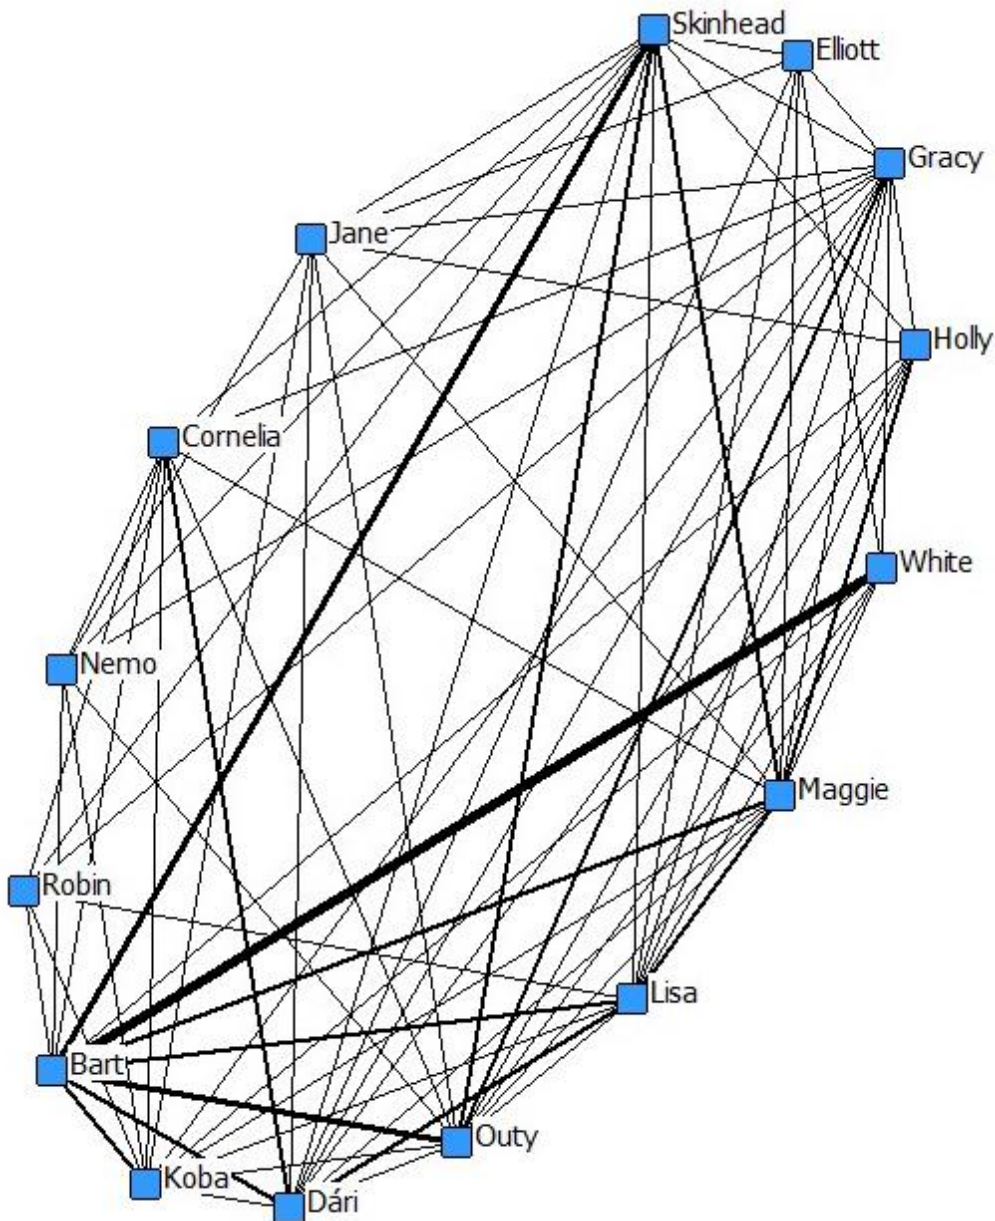 Skinhead
Elliott
Gracy
Jane
Holly
Cornelia
White
Nemo
Maggie
Robin
Lisa
Bart
Outy
Koba
Dári